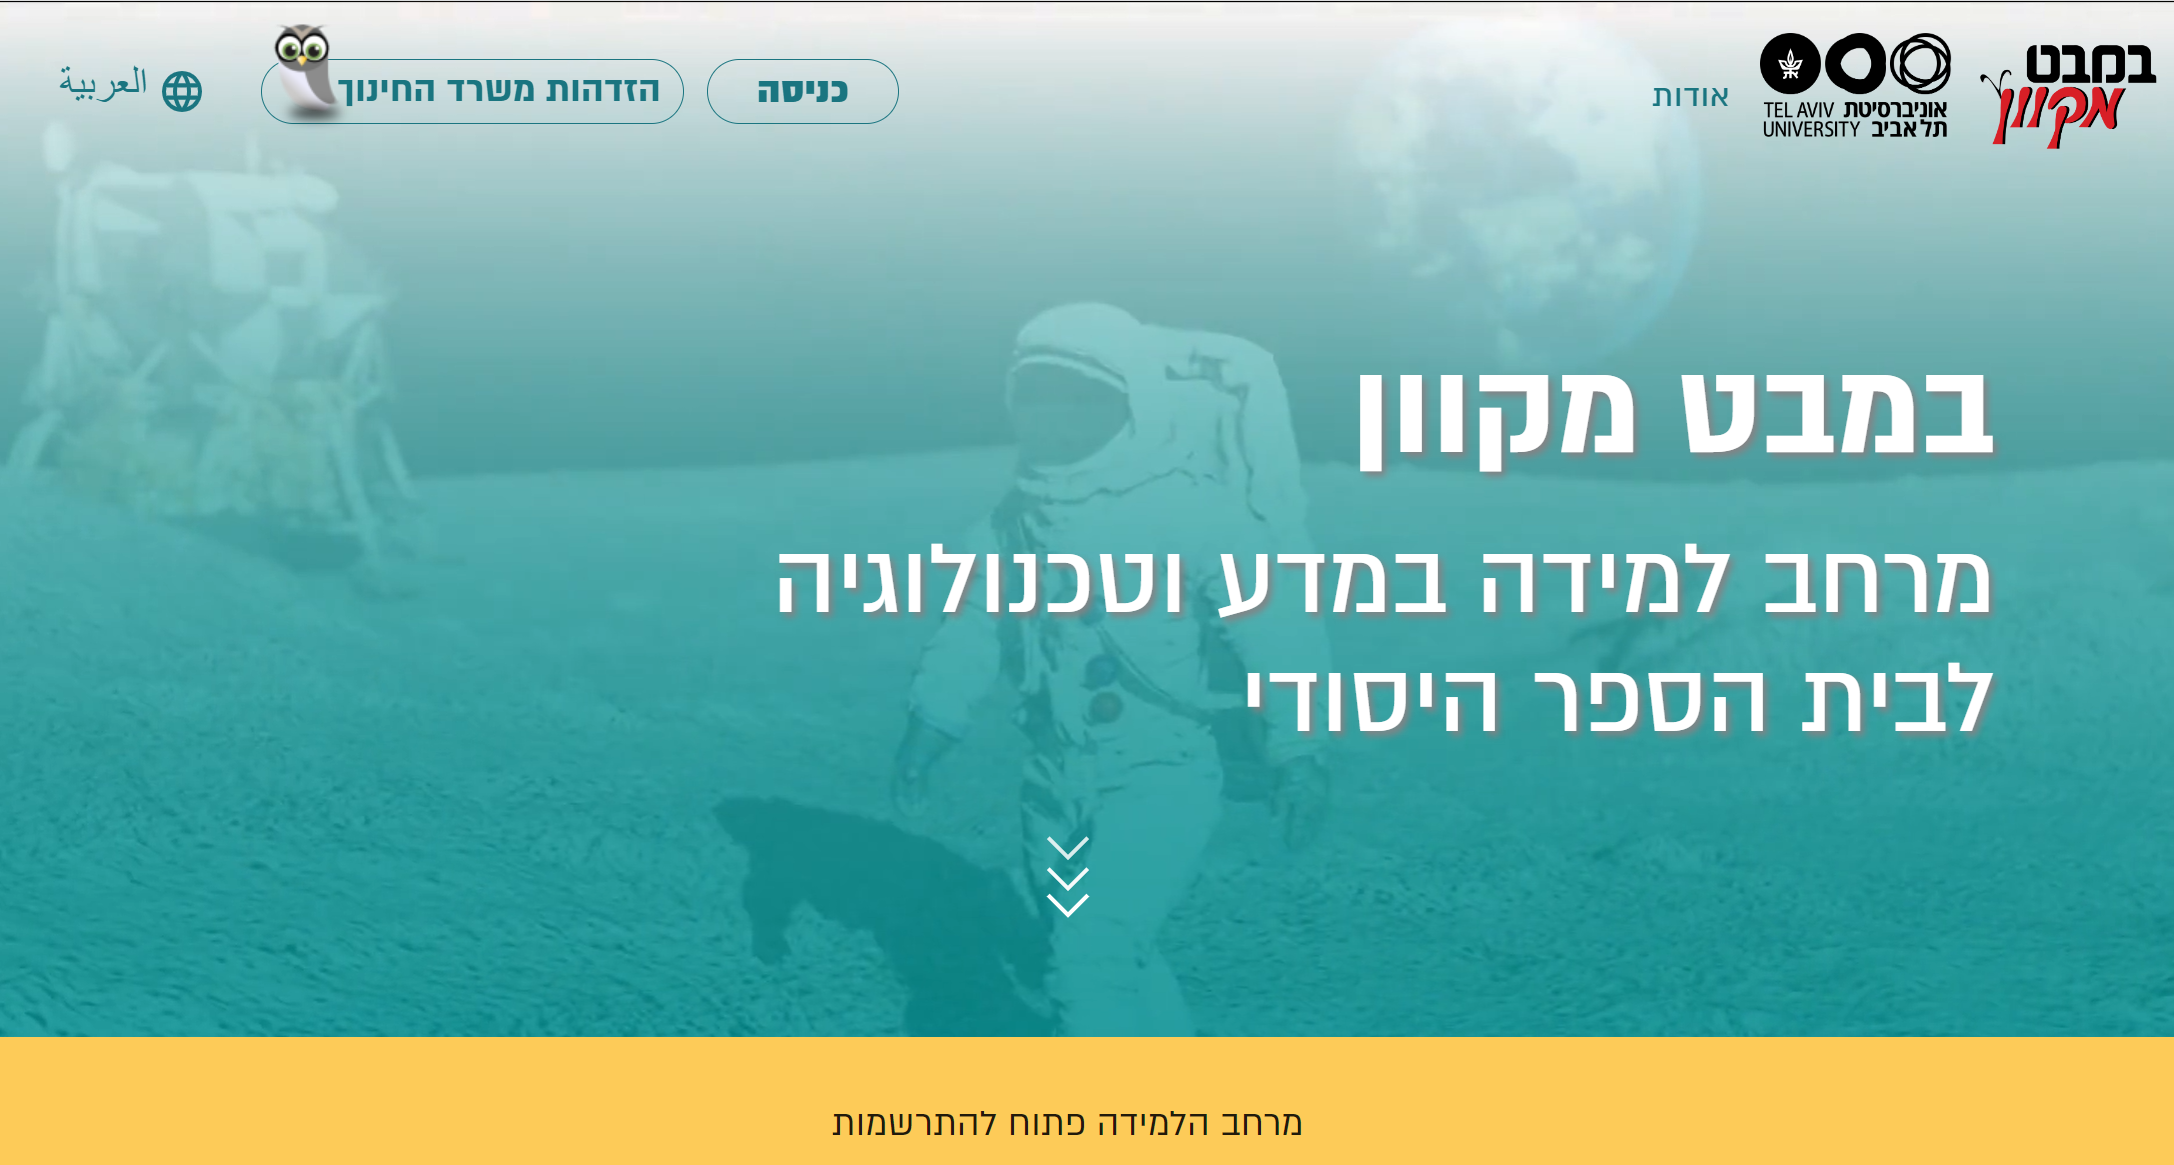 במבט
מקוון
אוניברסיטת TEL AVIV
תל אביב UNIVERSITY
אודות
כניסה
הזדהות משרד החינוך
العربية
במבט מקוון
מרחב למידה במדע וטכנולוגיה
לבית הספר היסודי
מרחב הלמידה פתוח להתרשמות